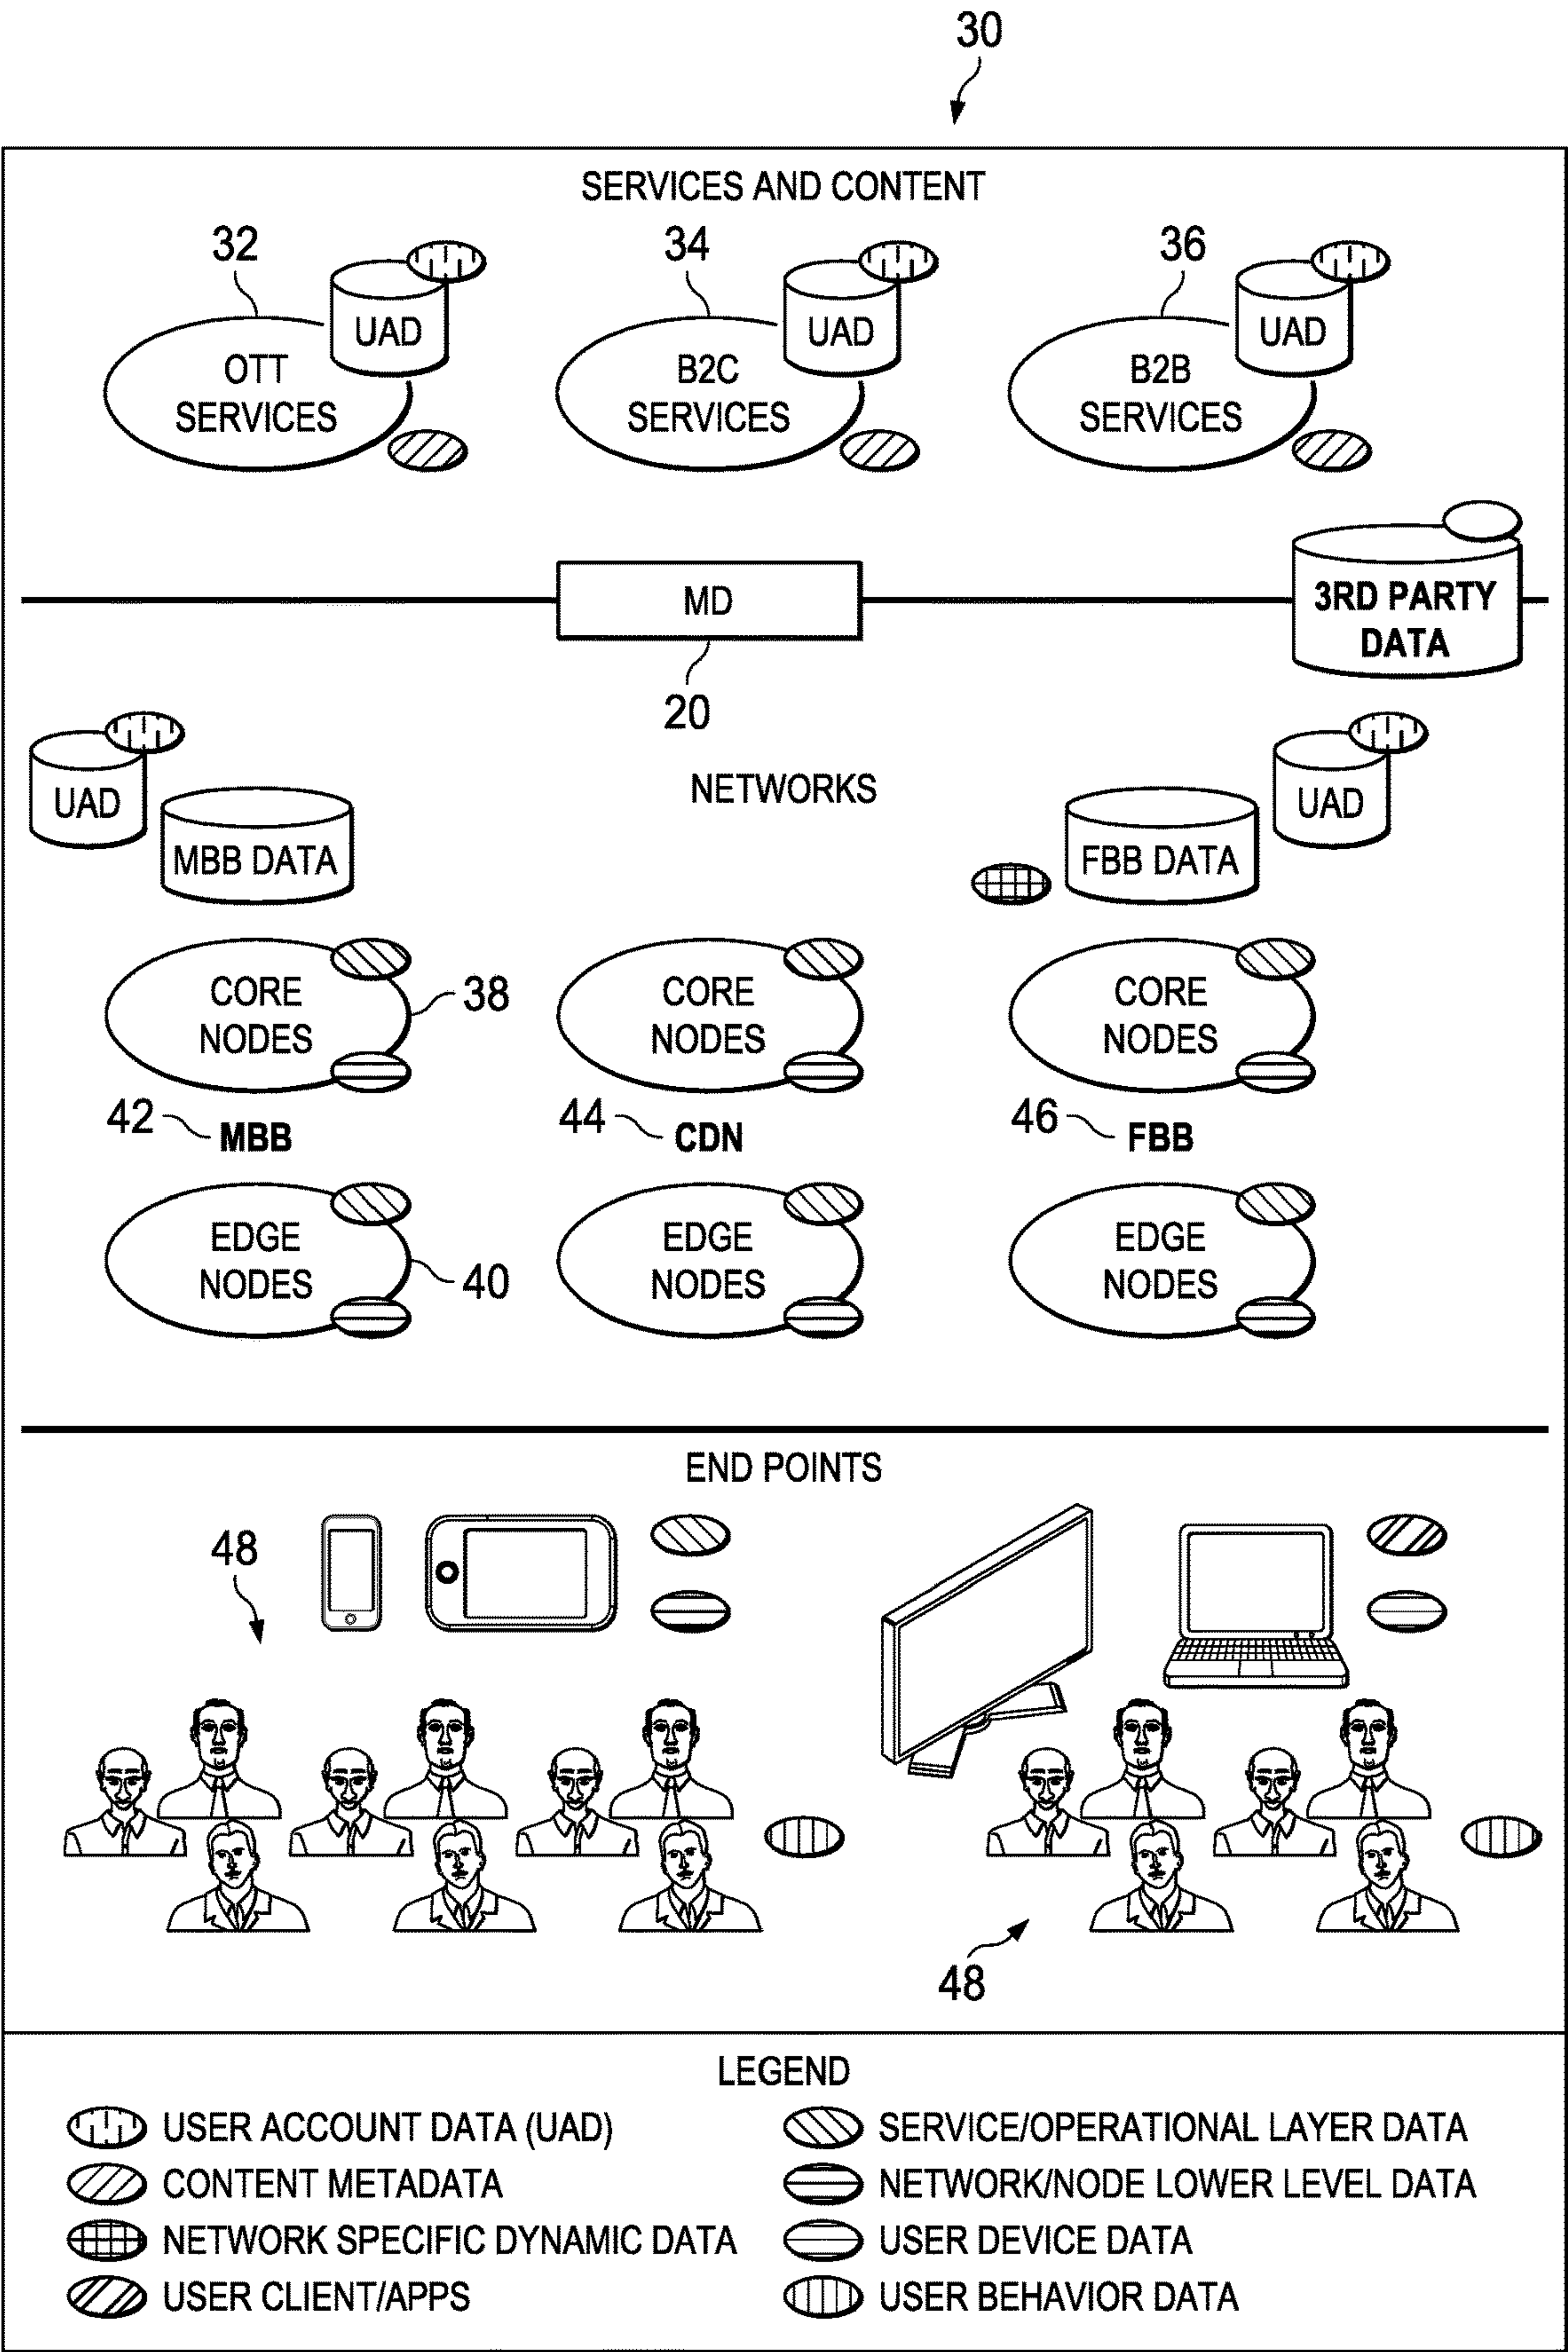 30
SERVICES AND CONTENT
32
34
36
UAD
UAD
UAD
OTT
SERVICES
B2C
SERVICES
B2B
SERVICES
MD
20
3RD PARTY
DATA
NETWORKS
UAD
MBB DATA
FBB DATA
UAD
CORE
NODES
38
CORE
NODES
CORE
NODES
42
MBB
44
CDN
46
FBB
EDGE
NODES
40
EDGE
NODES
EDGE
NODES
END POINTS
48
48
LEGEND
USER ACCOUNT DATA (UAD)
CONTENT METADATA
NETWORK SPECIFIC DYNAMIC DATA
USER CLIENT/APPS
SERVICE/OPERATIONAL LAYER DATA
NETWORK/NODE LOWER LEVEL DATA
USER DEVICE DATA
USER BEHAVIOR DATA